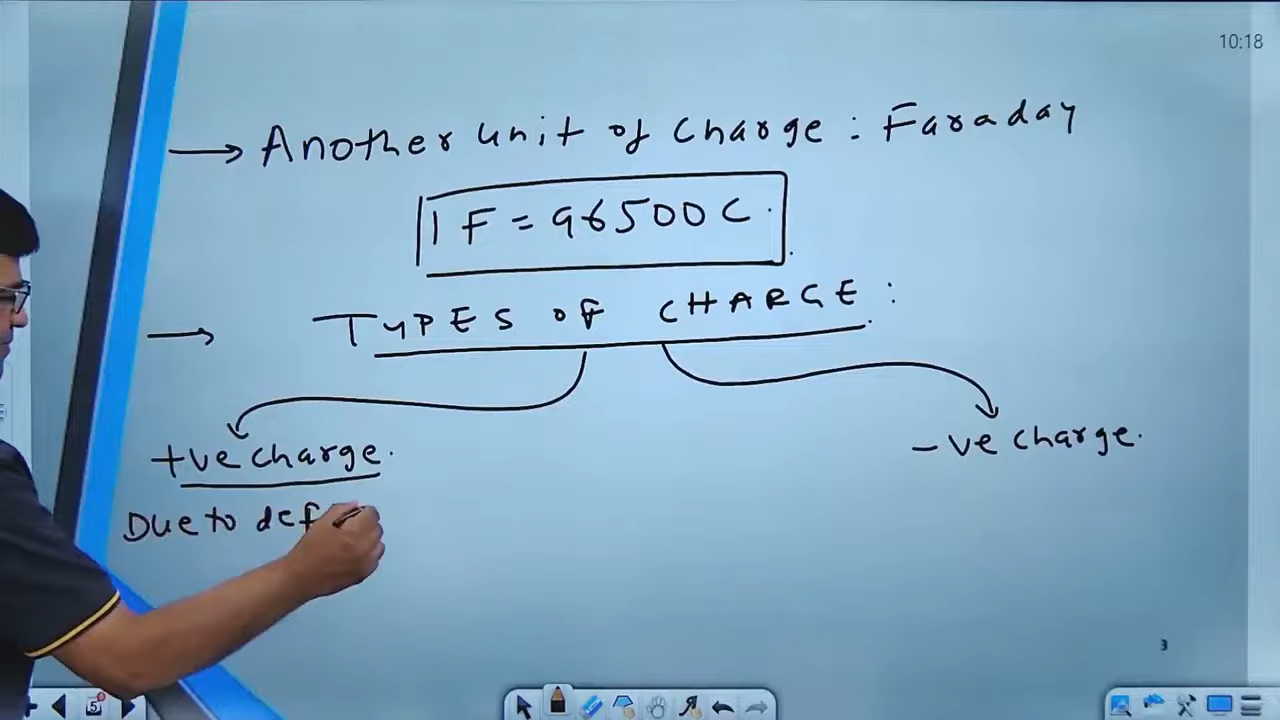 10:18
→ Another unit of charge : Faraday
1 F = 96500 C.
→ TYPES OF CHARGE :
+ve charge.
-ve charge.
Due to def
3
5